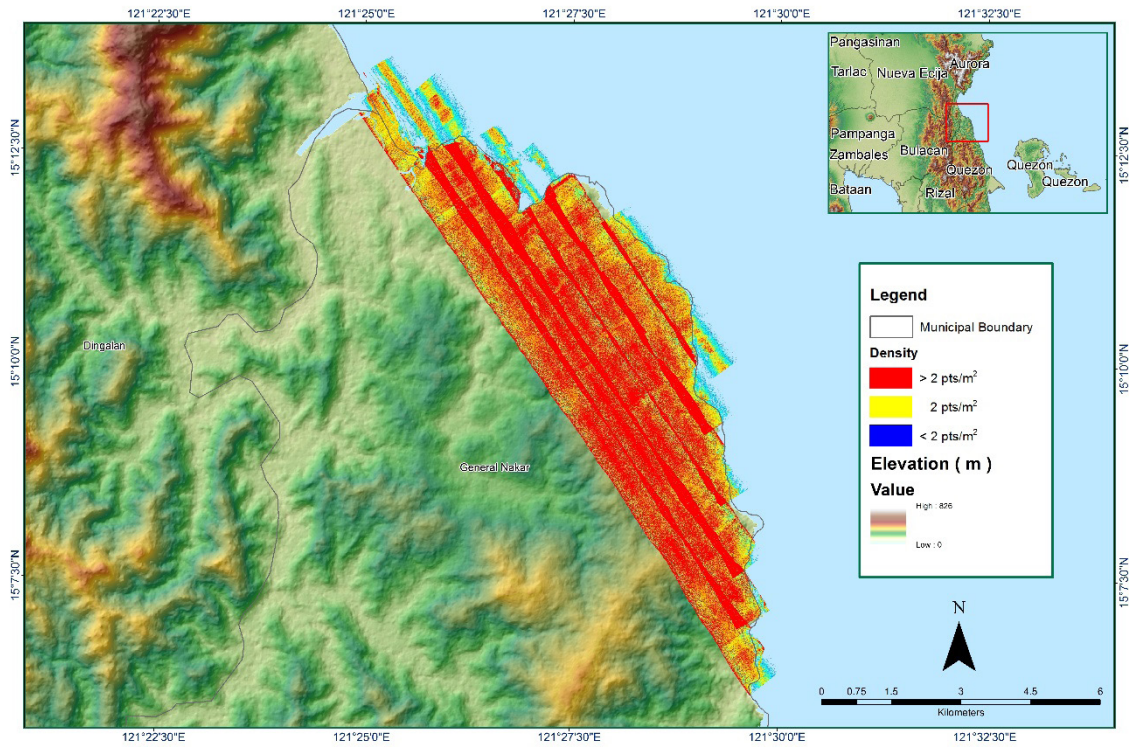 121°22'30"E 121°25'0"E 121°27'30"E 121°30'0"E 121°32'30"E
Pangasinan
Aurora
Tarlac
Nueva Ecija
Pampanga
Bulacan
Zambales
Quezon
Quezon
Quezon
Bataan
Rizal
15°12'30"N
15°12'30"N
Legend
Municipal Boundary
Density
> 2 pts/m²
2 pts/m²
< 2 pts/m²
Elevation ( m )
Value
High : 826
Low : 0
Dingalan
15°10'0"N
15°10'0"N
General Nakar
15°7'30"N
15°7'30"N
N
0 0.75 1.5 3 4.5 6
Kilometers
121°22'30"E 121°25'0"E 121°27'30"E 121°30'0"E 121°32'30"E